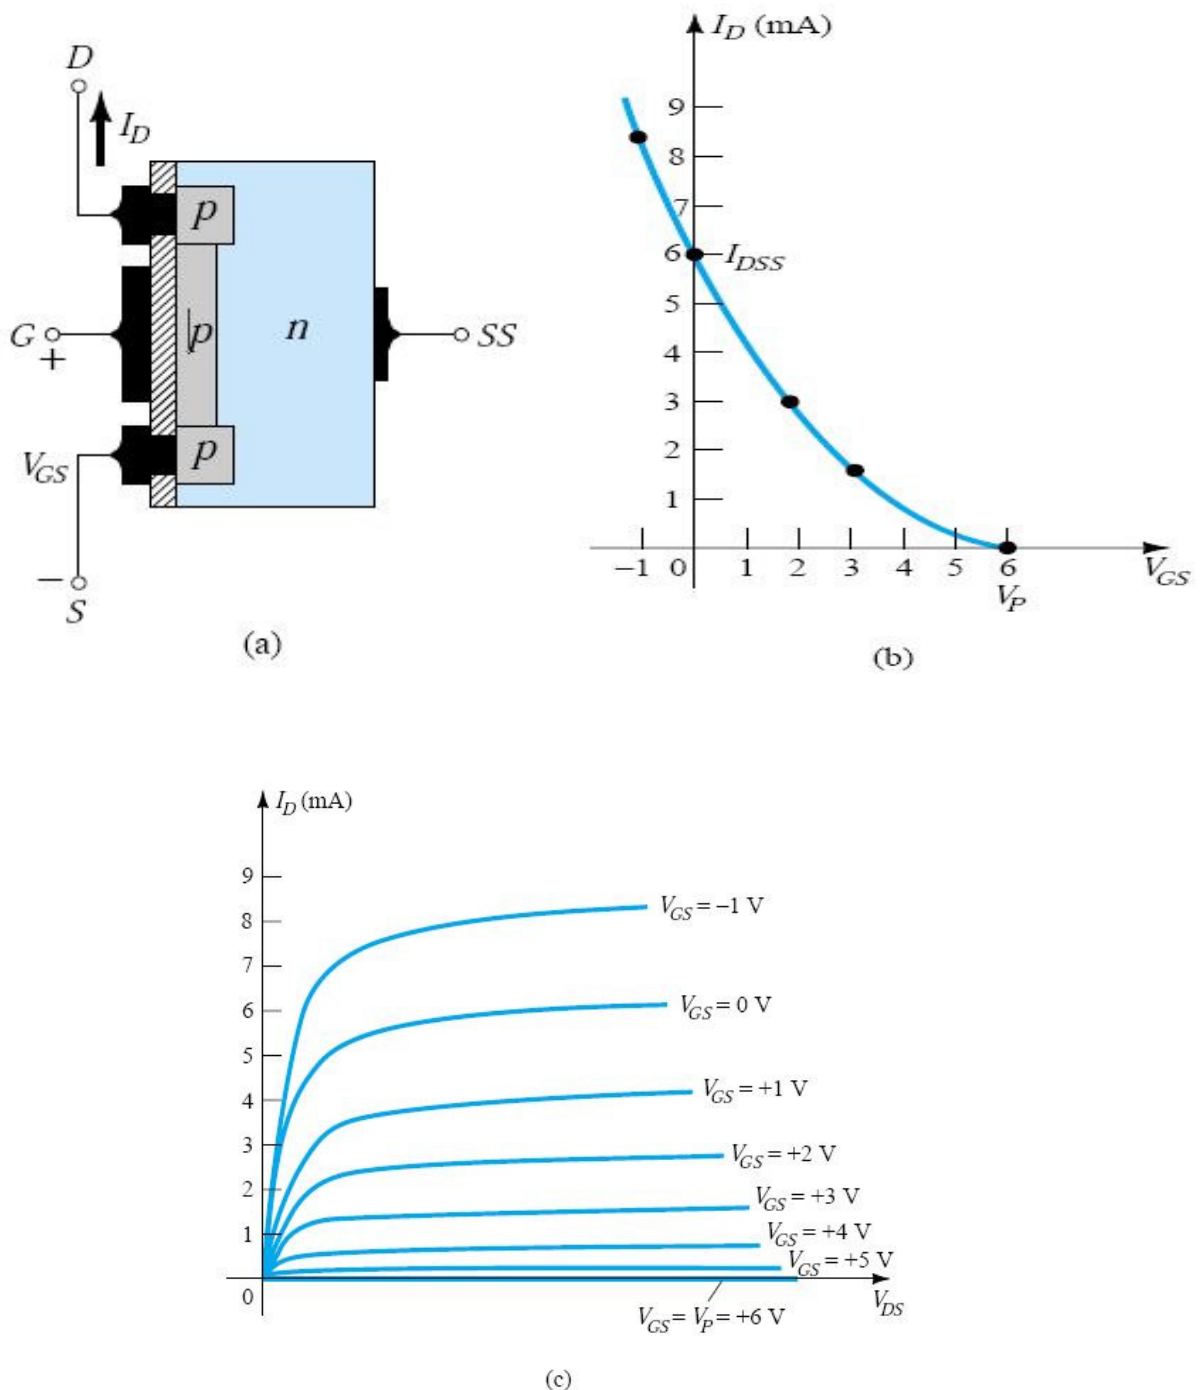 D
I_D
p
G
+
p
n
SS
V_GS
p
−
S
(a)
I_D (mA)
9
8
7
6
I_DSS
5
4
3
2
1
−1 0 1 2 3 4 5 6
V_GS
V_P
(b)
I_D (mA)
9
V_GS = −1 V
8
7
6
V_GS = 0 V
5
4
V_GS = +1 V
3
V_GS = +2 V
2
V_GS = +3 V
1
V_GS = +4 V
V_GS = +5 V
0
V_DS
V_GS = V_P = +6 V
(c)